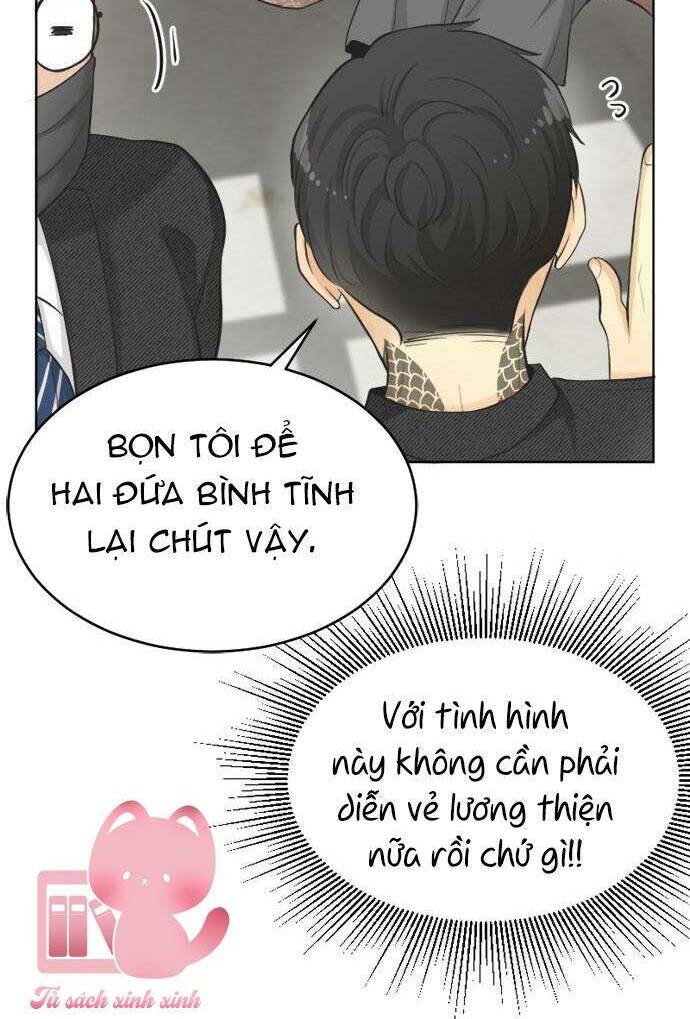 BỌN TÔI ĐỂ
HAI ĐỨA BÌNH TĨNH
LẠI CHÚT VẬY.
Với tình hình
này không cần phải
diễn vẻ lương thiện
nữa rồi chứ gì!!
Tủ sách xinh xinh